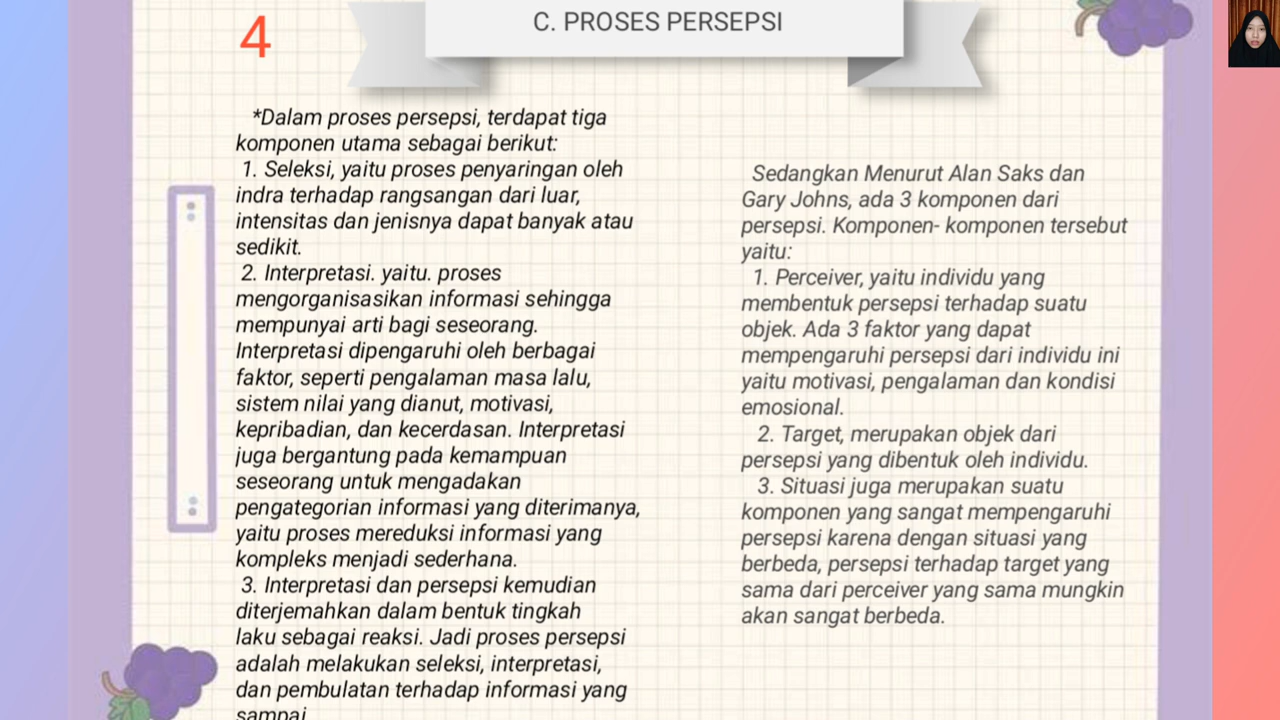 4
C. PROSES PERSEPSI
*Dalam proses persepsi, terdapat tiga
komponen utama sebagai berikut:
1. Seleksi, yaitu proses penyaringan oleh
indra terhadap rangsangan dari luar,
intensitas dan jenisnya dapat banyak atau
sedikit.
2. Interpretasi. yaitu. proses
mengorganisasikan informasi sehingga
mempunyai arti bagi seseorang.
Interpretasi dipengaruhi oleh berbagai
faktor, seperti pengalaman masa lalu,
sistem nilai yang dianut, motivasi,
kepribadian, dan kecerdasan. Interpretasi
juga bergantung pada kemampuan
seseorang untuk mengadakan
pengategorian informasi yang diterimanya,
yaitu proses mereduksi informasi yang
kompleks menjadi sederhana.
3. Interpretasi dan persepsi kemudian
diterjemahkan dalam bentuk tingkah
laku sebagai reaksi. Jadi proses persepsi
adalah melakukan seleksi, interpretasi,
dan pembulatan terhadap informasi yang
sampai
Sedangkan Menurut Alan Saks dan
Gary Johns, ada 3 komponen dari
persepsi. Komponen- komponen tersebut
yaitu:
1. Perceiver, yaitu individu yang
membentuk persepsi terhadap suatu
objek. Ada 3 faktor yang dapat
mempengaruhi persepsi dari individu ini
yaitu motivasi, pengalaman dan kondisi
emosional.
2. Target, merupakan objek dari
persepsi yang dibentuk oleh individu.
3. Situasi juga merupakan suatu
komponen yang sangat mempengaruhi
persepsi karena dengan situasi yang
berbeda, persepsi terhadap target yang
sama dari perceiver yang sama mungkin
akan sangat berbeda.